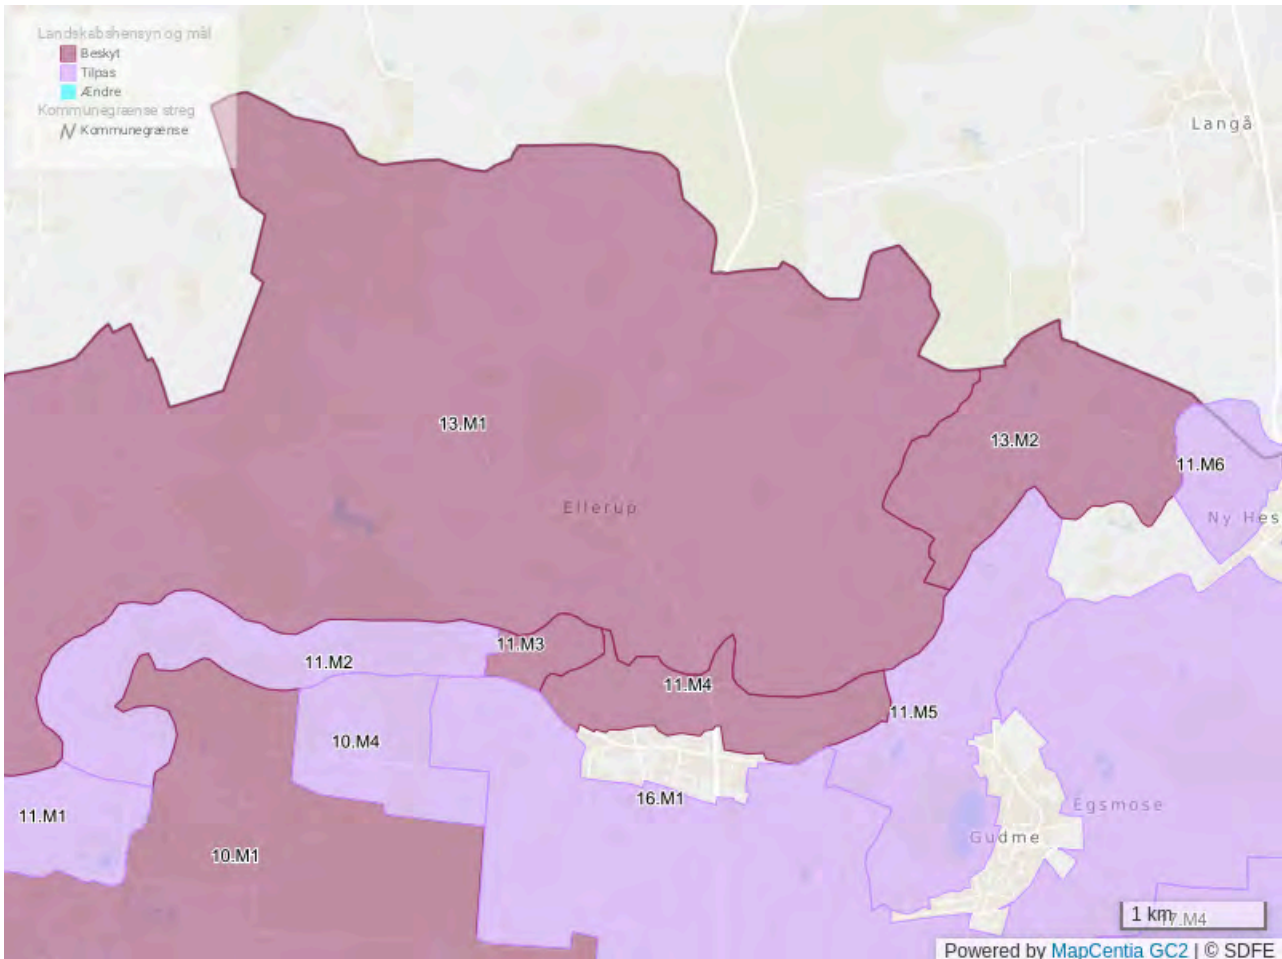 Landskabshensyn og mål
Beskyt
Tilpas
Ændre
Kommunegrænse streg
Kommunegrænse
Langå
13.M1
13.M2
11.M6
Ellerup
Ny Hes
11.M3
11.M2
11.M4
11.M5
10.M4
16.M1
11.M1
Egsmose
Gudme
10.M1
1 km
17.M4
Powered by MapCentia GC2 | © SDFE